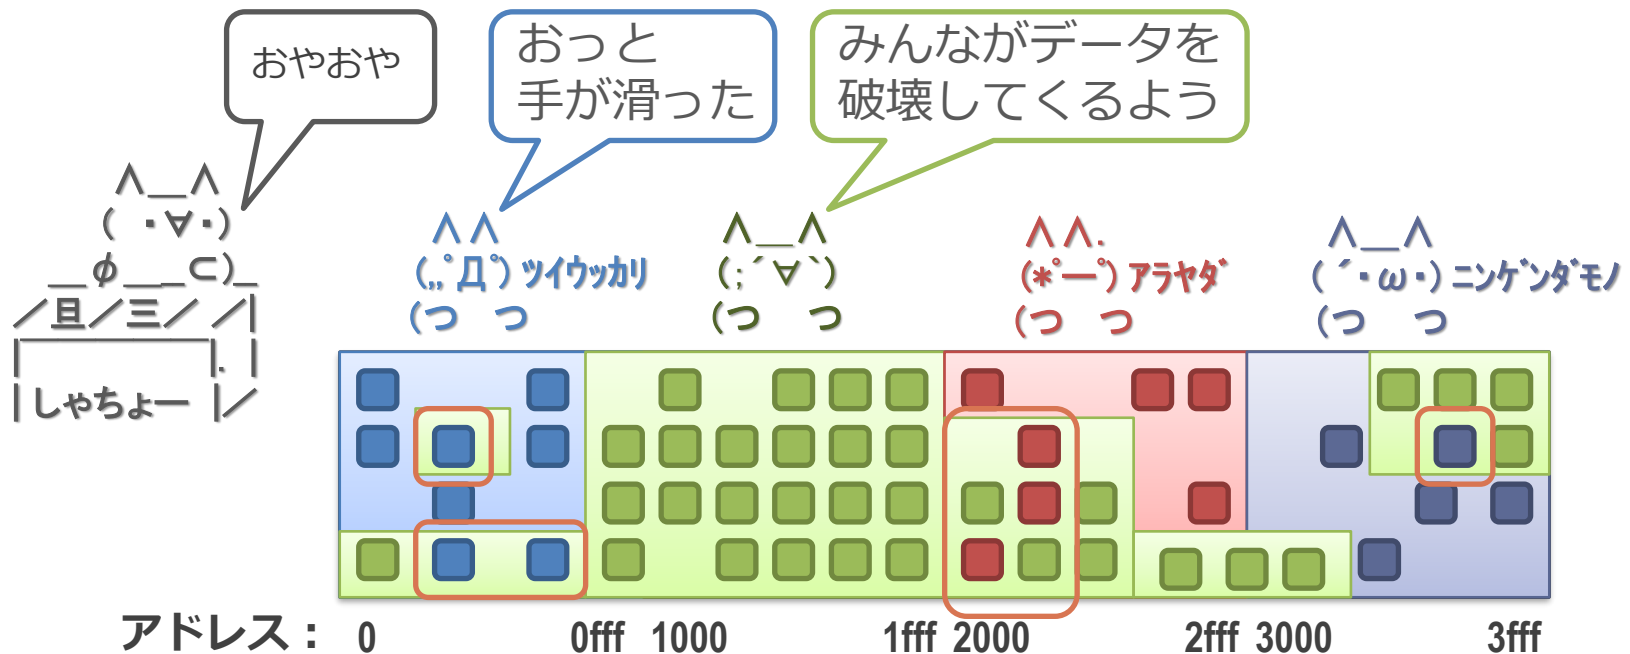 おやおや
おっと
手が滑った
みんながデータを
破壊してくるよう
∧＿∧
（ ・∀・）
＿φ＿＿⊂）＿
／旦／三／ ／|
|￣￣￣￣￣|. |
|しゃちょー |／
∧ ∧
（,,ﾟДﾟ） ﾂｲｳｯｶﾘ
（つ つ
∧＿∧
（；´∀｀）
（つ つ
∧ ∧.
（*ﾟーﾟ） ｱﾗﾔﾀﾞ
（つ つ
∧＿∧
（ ´・ω・） ﾆﾝｹﾞﾝﾀﾞﾓﾉ
（つ つ
アドレス： 0 0fff 1000 1fff 2000 2fff 3000 3fff